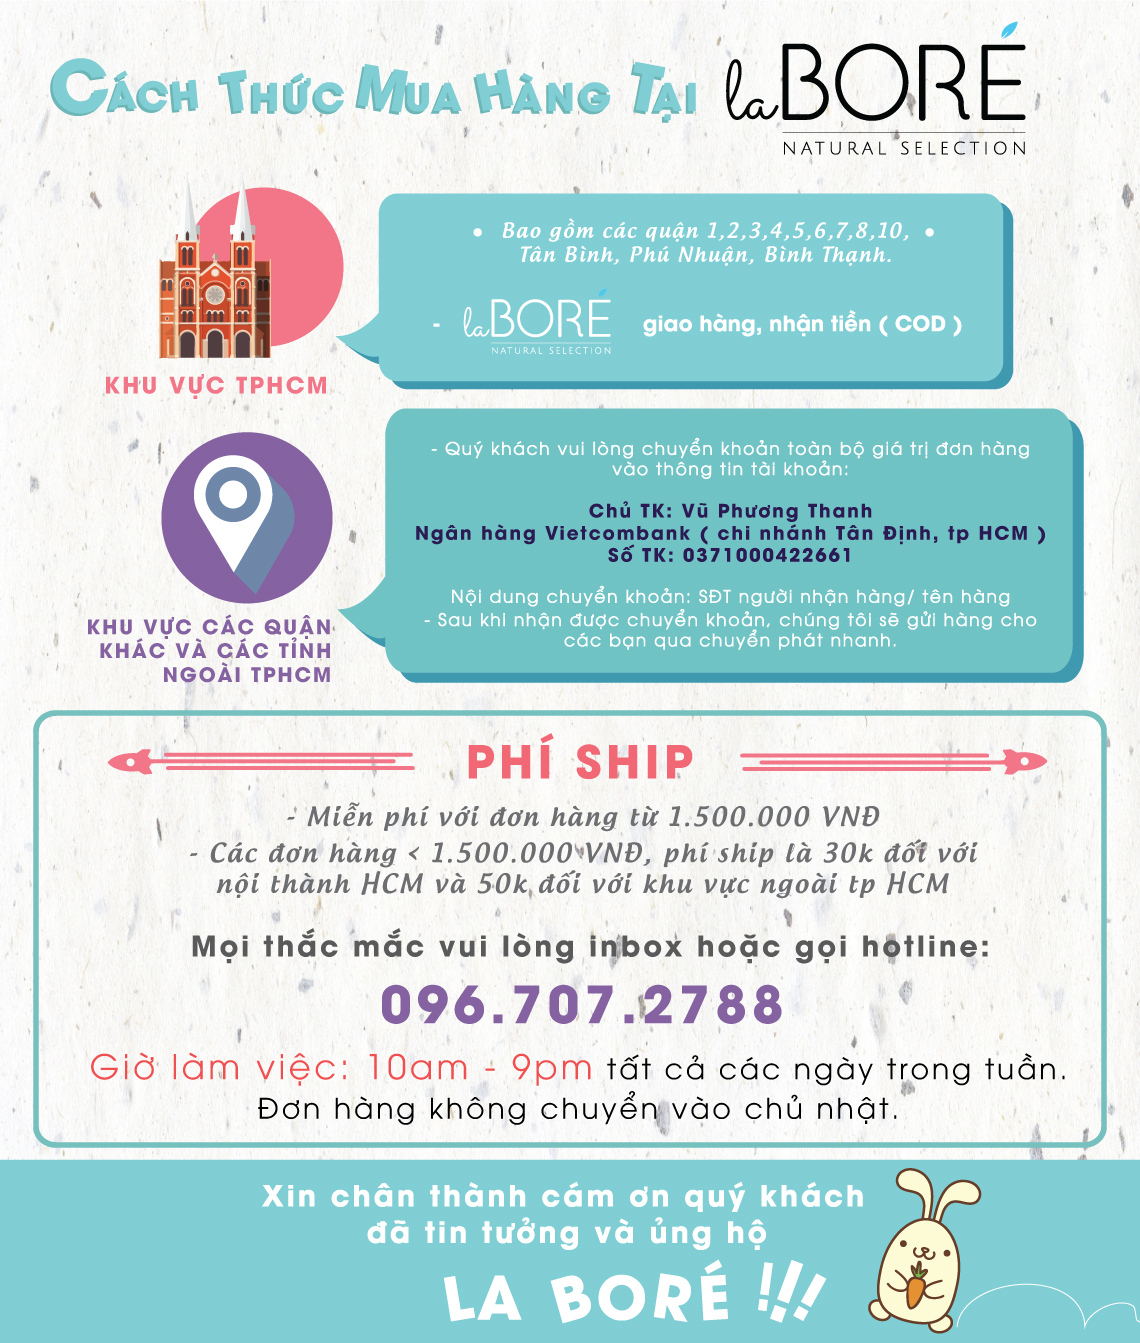 Cách Thức Mua Hàng Tại
la BORÉ
NATURAL SELECTION
• Bao gồm các quận 1,2,3,4,5,6,7,8,10, •
Tân Bình, Phú Nhuận, Bình Thạnh.
- la BORÉ giao hàng, nhận tiền ( COD )
NATURAL SELECTION
KHU VỰC TPHCM
- Quý khách vui lòng chuyển khoản toàn bộ giá trị đơn hàng
vào thông tin tài khoản:
Chủ TK: Vũ Phương Thanh
Ngân hàng Vietcombank ( chi nhánh Tân Định, tp HCM )
Số TK: 0371000422661
Nội dung chuyển khoản: SĐT người nhận hàng/ tên hàng
- Sau khi nhận được chuyển khoản, chúng tôi sẽ gửi hàng cho
các bạn qua chuyển phát nhanh.
KHU VỰC CÁC QUẬN
KHÁC VÀ CÁC TỈNH
NGOÀI TPHCM
PHÍ SHIP
- Miễn phí với đơn hàng từ 1.500.000 VNĐ
- Các đơn hàng < 1.500.000 VNĐ, phí ship là 30k đối với
nội thành HCM và 50k đối với khu vực ngoài tp HCM
Mọi thắc mắc vui lòng inbox hoặc gọi hotline:
096.707.2788
Giờ làm việc: 10am - 9pm tất cả các ngày trong tuần.
Đơn hàng không chuyển vào chủ nhật.
Xin chân thành cám ơn quý khách
đã tin tưởng và ủng hộ
LA BORÉ !!!